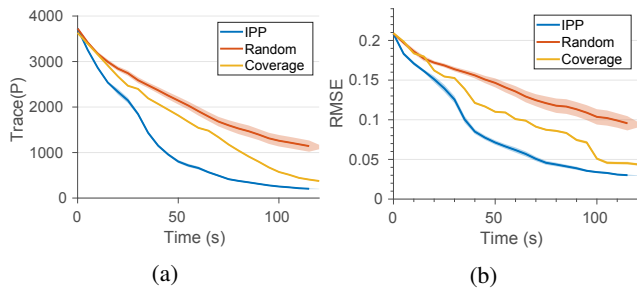 4000
3000
2000
1000
0
Trace(P)
IPP
Random
Coverage
0 50 100
Time (s)
(a)
0.2
0.15
0.1
0.05
0
RMSE
IPP
Random
Coverage
0 50 100
Time (s)
(b)